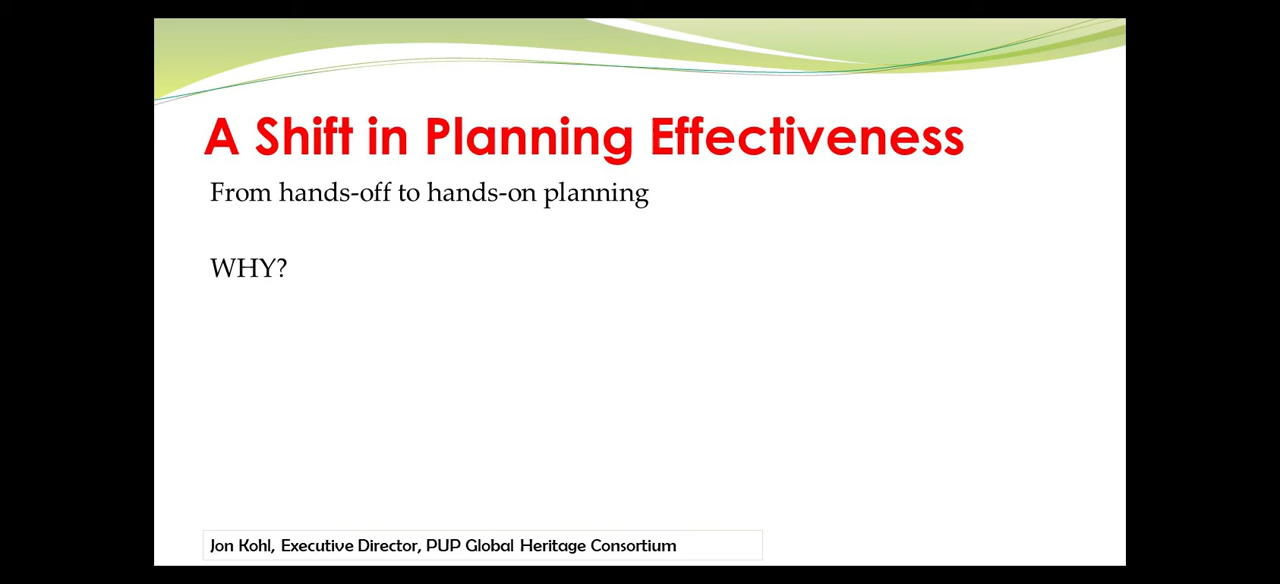 A Shift in Planning Effectiveness
From hands-off to hands-on planning
WHY?
Jon Kohl, Executive Director, PUP Global Heritage Consortium